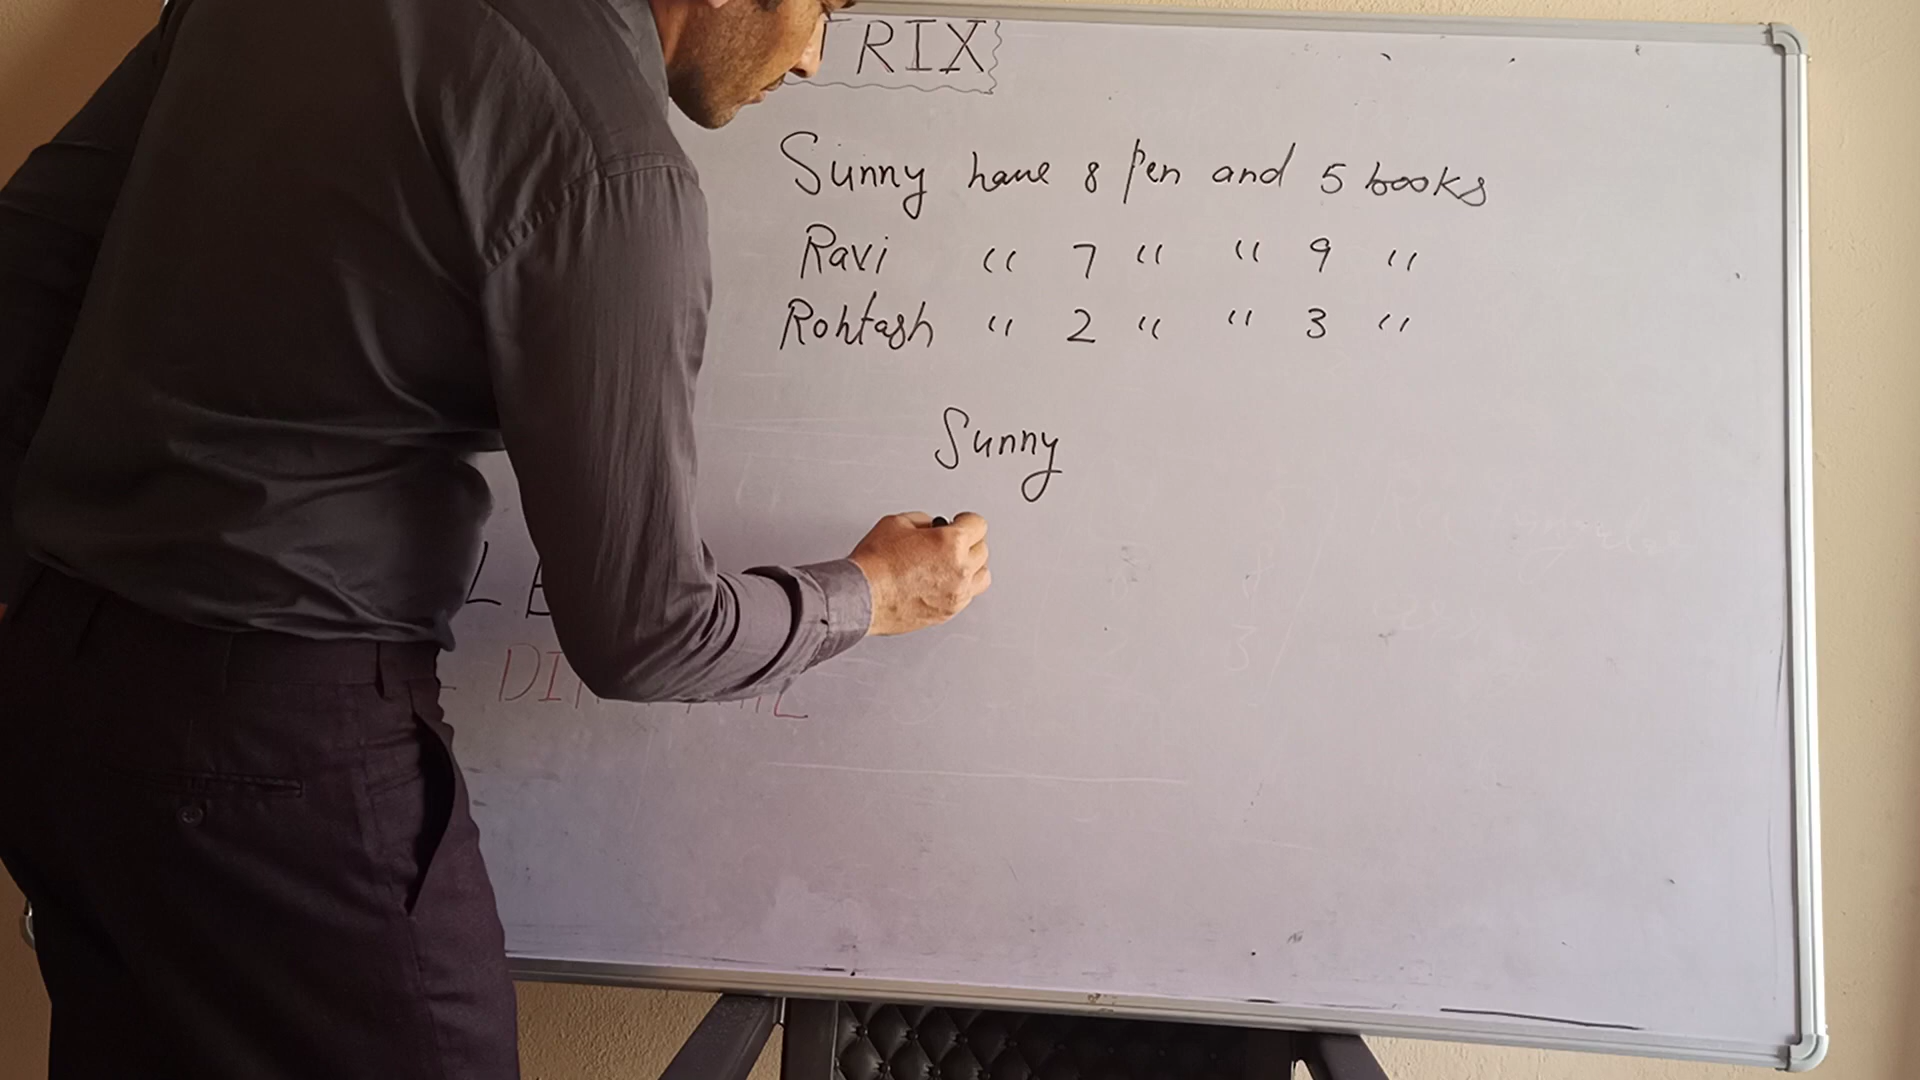 TRIX
Sunny have 8 Pen and 5 books
Ravi " 7 " " 9 "
Rohtash " 2 " " 3 "
Sunny